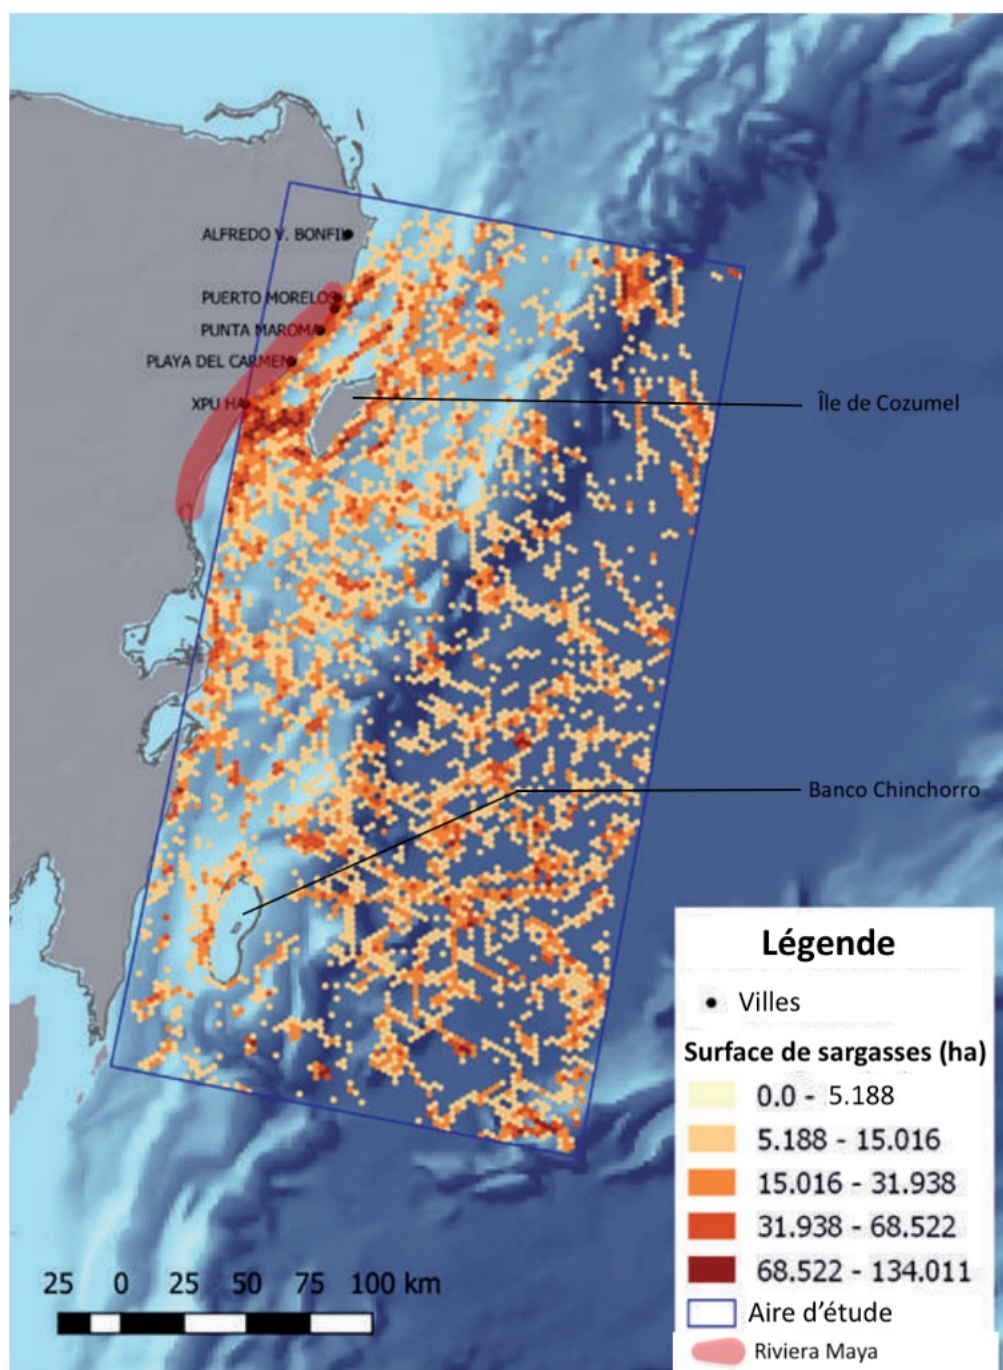 ALFREDO V. BONFIL
PUERTO MORELOS
PUNTA MAROMA
PLAYA DEL CARMEN
XPU HA
Île de Cozumel
Banco Chinchorro
Légende
Villes
Surface de sargasses (ha)
0.0 - 5.188
5.188 - 15.016
15.016 - 31.938
31.938 - 68.522
68.522 - 134.011
Aire d'étude
Riviera Maya
25 0 25 50 75 100 km